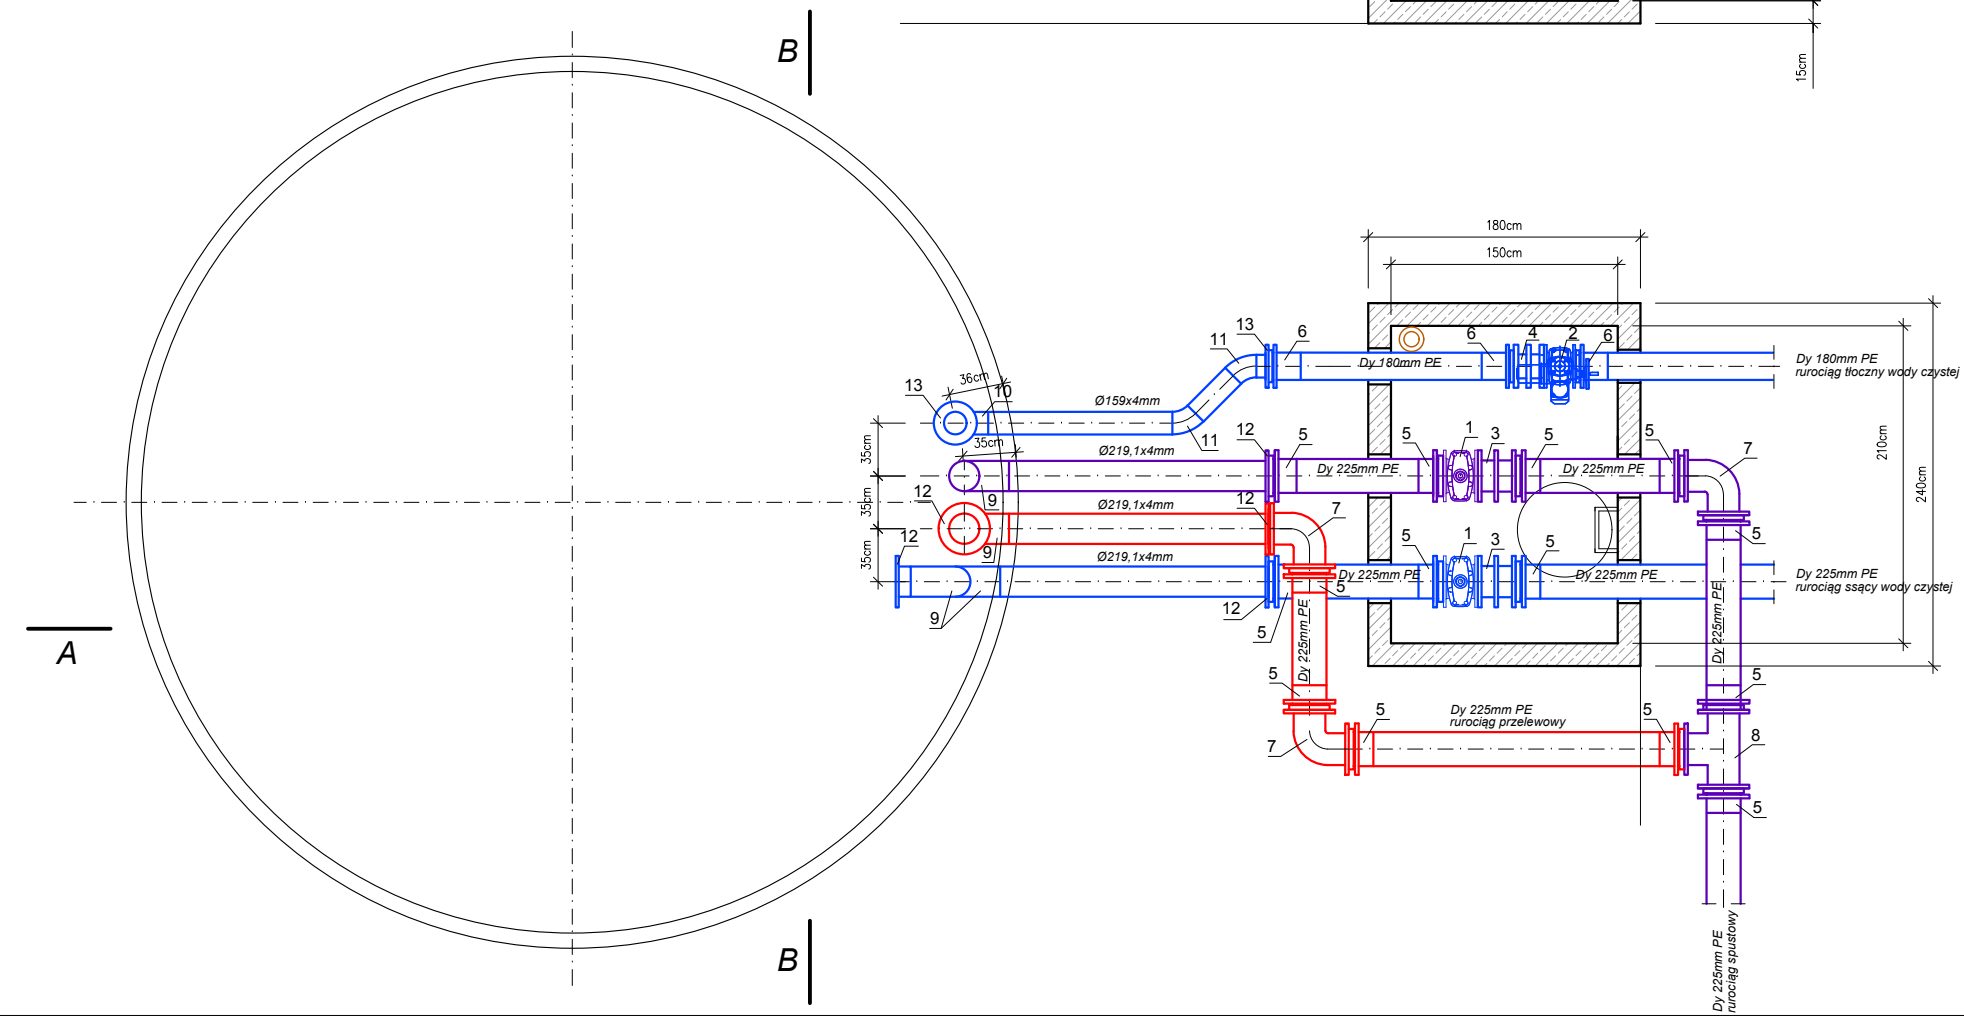 B
15cm
180cm
150cm
13
6
11
6
4
2
6
Dy 180mm PE
Dy 180mm PE
rurociąg tłoczny wody czystej
36cm
13
10
Ø159x4mm
11
35cm
35cm
12
5
5
1
3
5
5
7
Ø219,1x4mm
Dy 225mm PE
Dy 225mm PE
210cm
240cm
12
9
35cm
Ø219,1x4mm
12
7
12
9
35cm
Ø219,1x4mm
5
1
3
5
5
Dy 225mm PE
5
Dy 225mm PE
Dy 225mm PE
rurociąg ssący wody czystej
9
12
5
Dy 225mm PE
Dy 225mm PE
A
5
5
5
Dy 225mm PE
rurociąg przelewowy
5
7
8
5
B
Dy 225mm PE
rurociąg spustowy